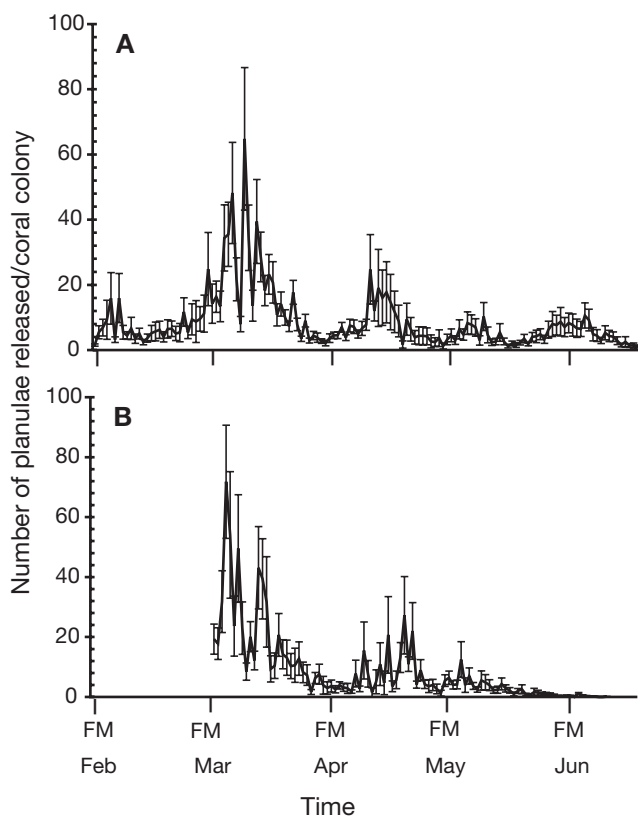 Number of planulae released/coral colony
A
100
80
60
40
20
0
B
100
80
60
40
20
0
FM FM FM FM FM
Feb Mar Apr May Jun
Time